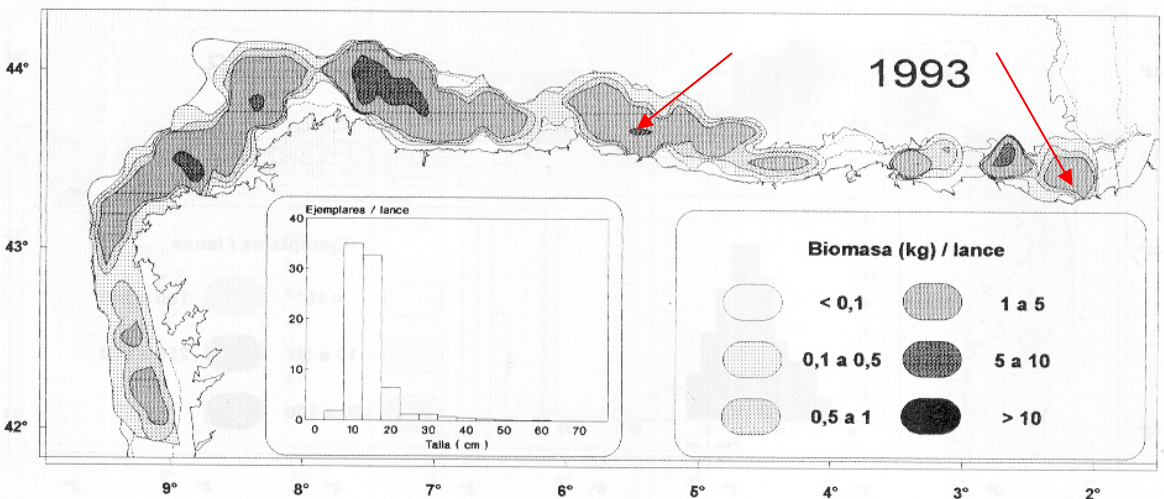 1993
44°
43°
42°
Ejemplares / lance
40
30
20
10
0
0 10 20 30 40 50 60 70
Talla ( cm )
Biomasa (kg) / lance
< 0,1 1 a 5
0,1 a 0,5 5 a 10
0,5 a 1 > 10
9° 8° 7° 6° 5° 4° 3° 2°